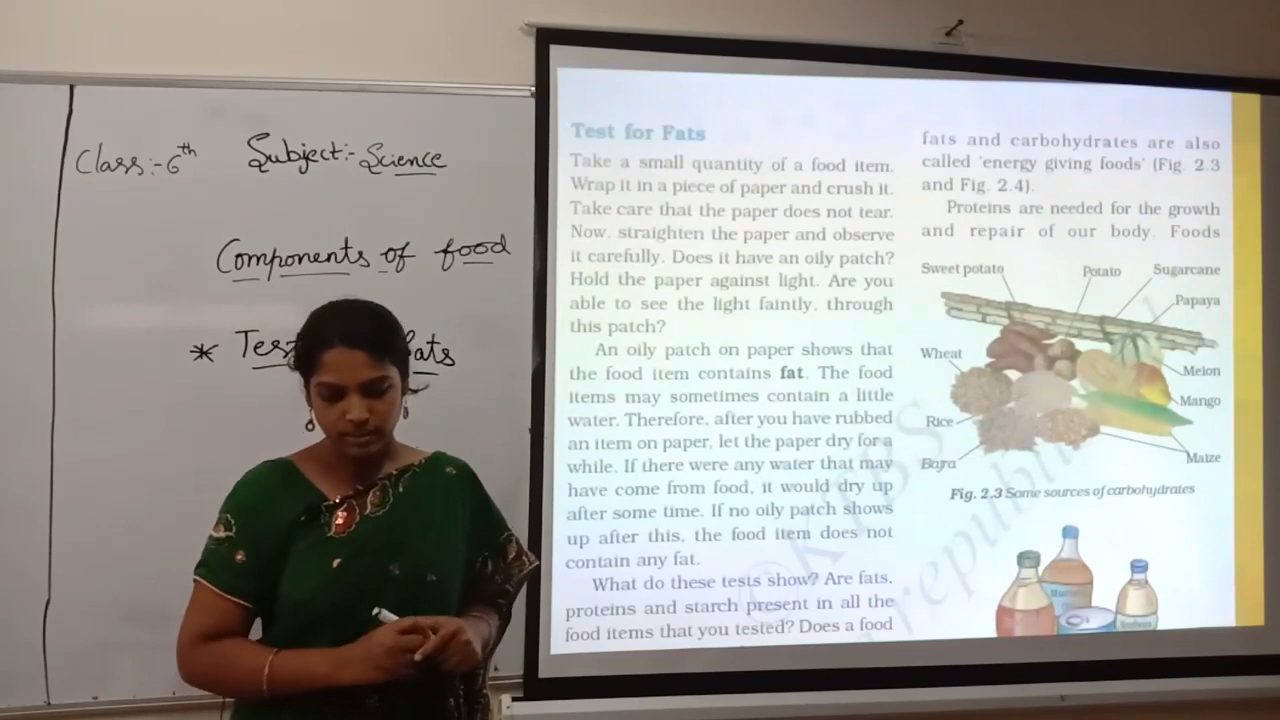 Class:- 6th Subject:- Science
Components of food
* Test fats
Test for Fats
Take a small quantity of a food item.
Wrap it in a piece of paper and crush it.
Take care that the paper does not tear.
Now, straighten the paper and observe
it carefully. Does it have an oily patch?
Hold the paper against light. Are you
able to see the light faintly, through
this patch?
An oily patch on paper shows that
the food item contains fat. The food
items may sometimes contain a little
water. Therefore, after you have rubbed
an item on paper, let the paper dry for a
while. If there were any water that may
have come from food, it would dry up
after some time. If no oily patch shows
up after this, the food item does not
contain any fat.
What do these tests show? Are fats,
proteins and starch present in all the
food items that you tested? Does a food
fats and carbohydrates are also
called 'energy giving foods' (Fig. 2.3
and Fig. 2.4).
Proteins are needed for the growth
and repair of our body. Foods
Sweet potato Potato Sugarcane
Papaya
Wheat
Melon
Mango
Rice
Maize
Bajra
Fig. 2.3 Some sources of carbohydrates
©KTBS
republished